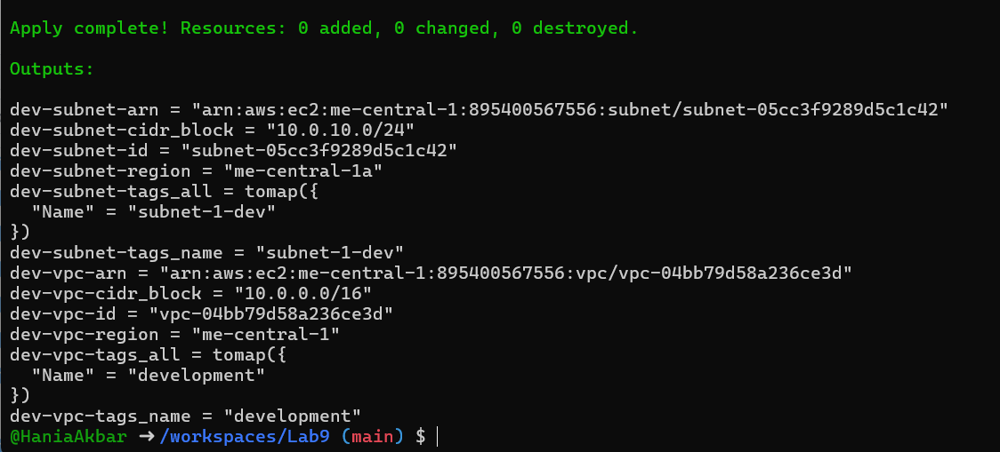 Apply complete! Resources: 0 added, 0 changed, 0 destroyed.
Outputs:
dev-subnet-arn = "arn:aws:ec2:me-central-1:895400567556:subnet/subnet-05cc3f9289d5c1c42"
dev-subnet-cidr_block = "10.0.10.0/24"
dev-subnet-id = "subnet-05cc3f9289d5c1c42"
dev-subnet-region = "me-central-1a"
dev-subnet-tags_all = tomap({
  "Name" = "subnet-1-dev"
})
dev-subnet-tags_name = "subnet-1-dev"
dev-vpc-arn = "arn:aws:ec2:me-central-1:895400567556:vpc/vpc-04bb79d58a236ce3d"
dev-vpc-cidr_block = "10.0.0.0/16"
dev-vpc-id = "vpc-04bb79d58a236ce3d"
dev-vpc-region = "me-central-1"
dev-vpc-tags_all = tomap({
  "Name" = "development"
})
dev-vpc-tags_name = "development"
@HaniaAkbar ➜ /workspaces/Lab9 (main) $